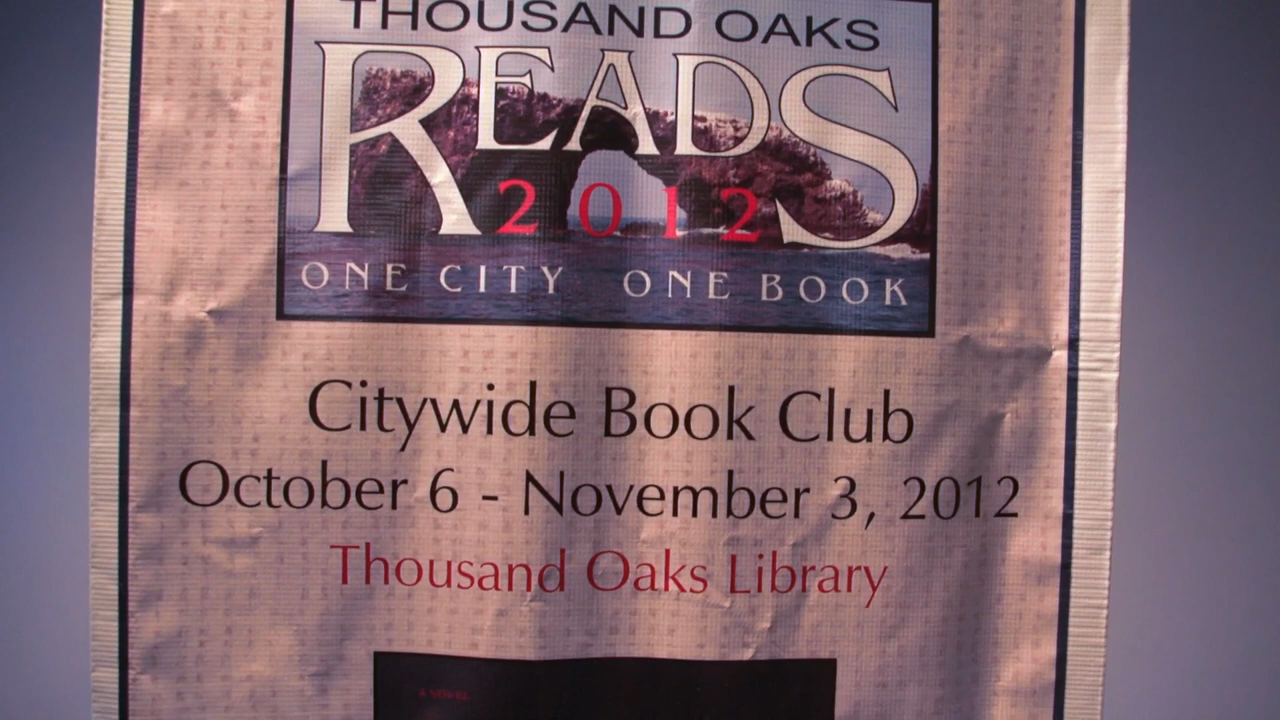 THOUSAND OAKS
READS
2012
ONE CITY ONE BOOK
Citywide Book Club
October 6 - November 3, 2012
Thousand Oaks Library
A NOVEL